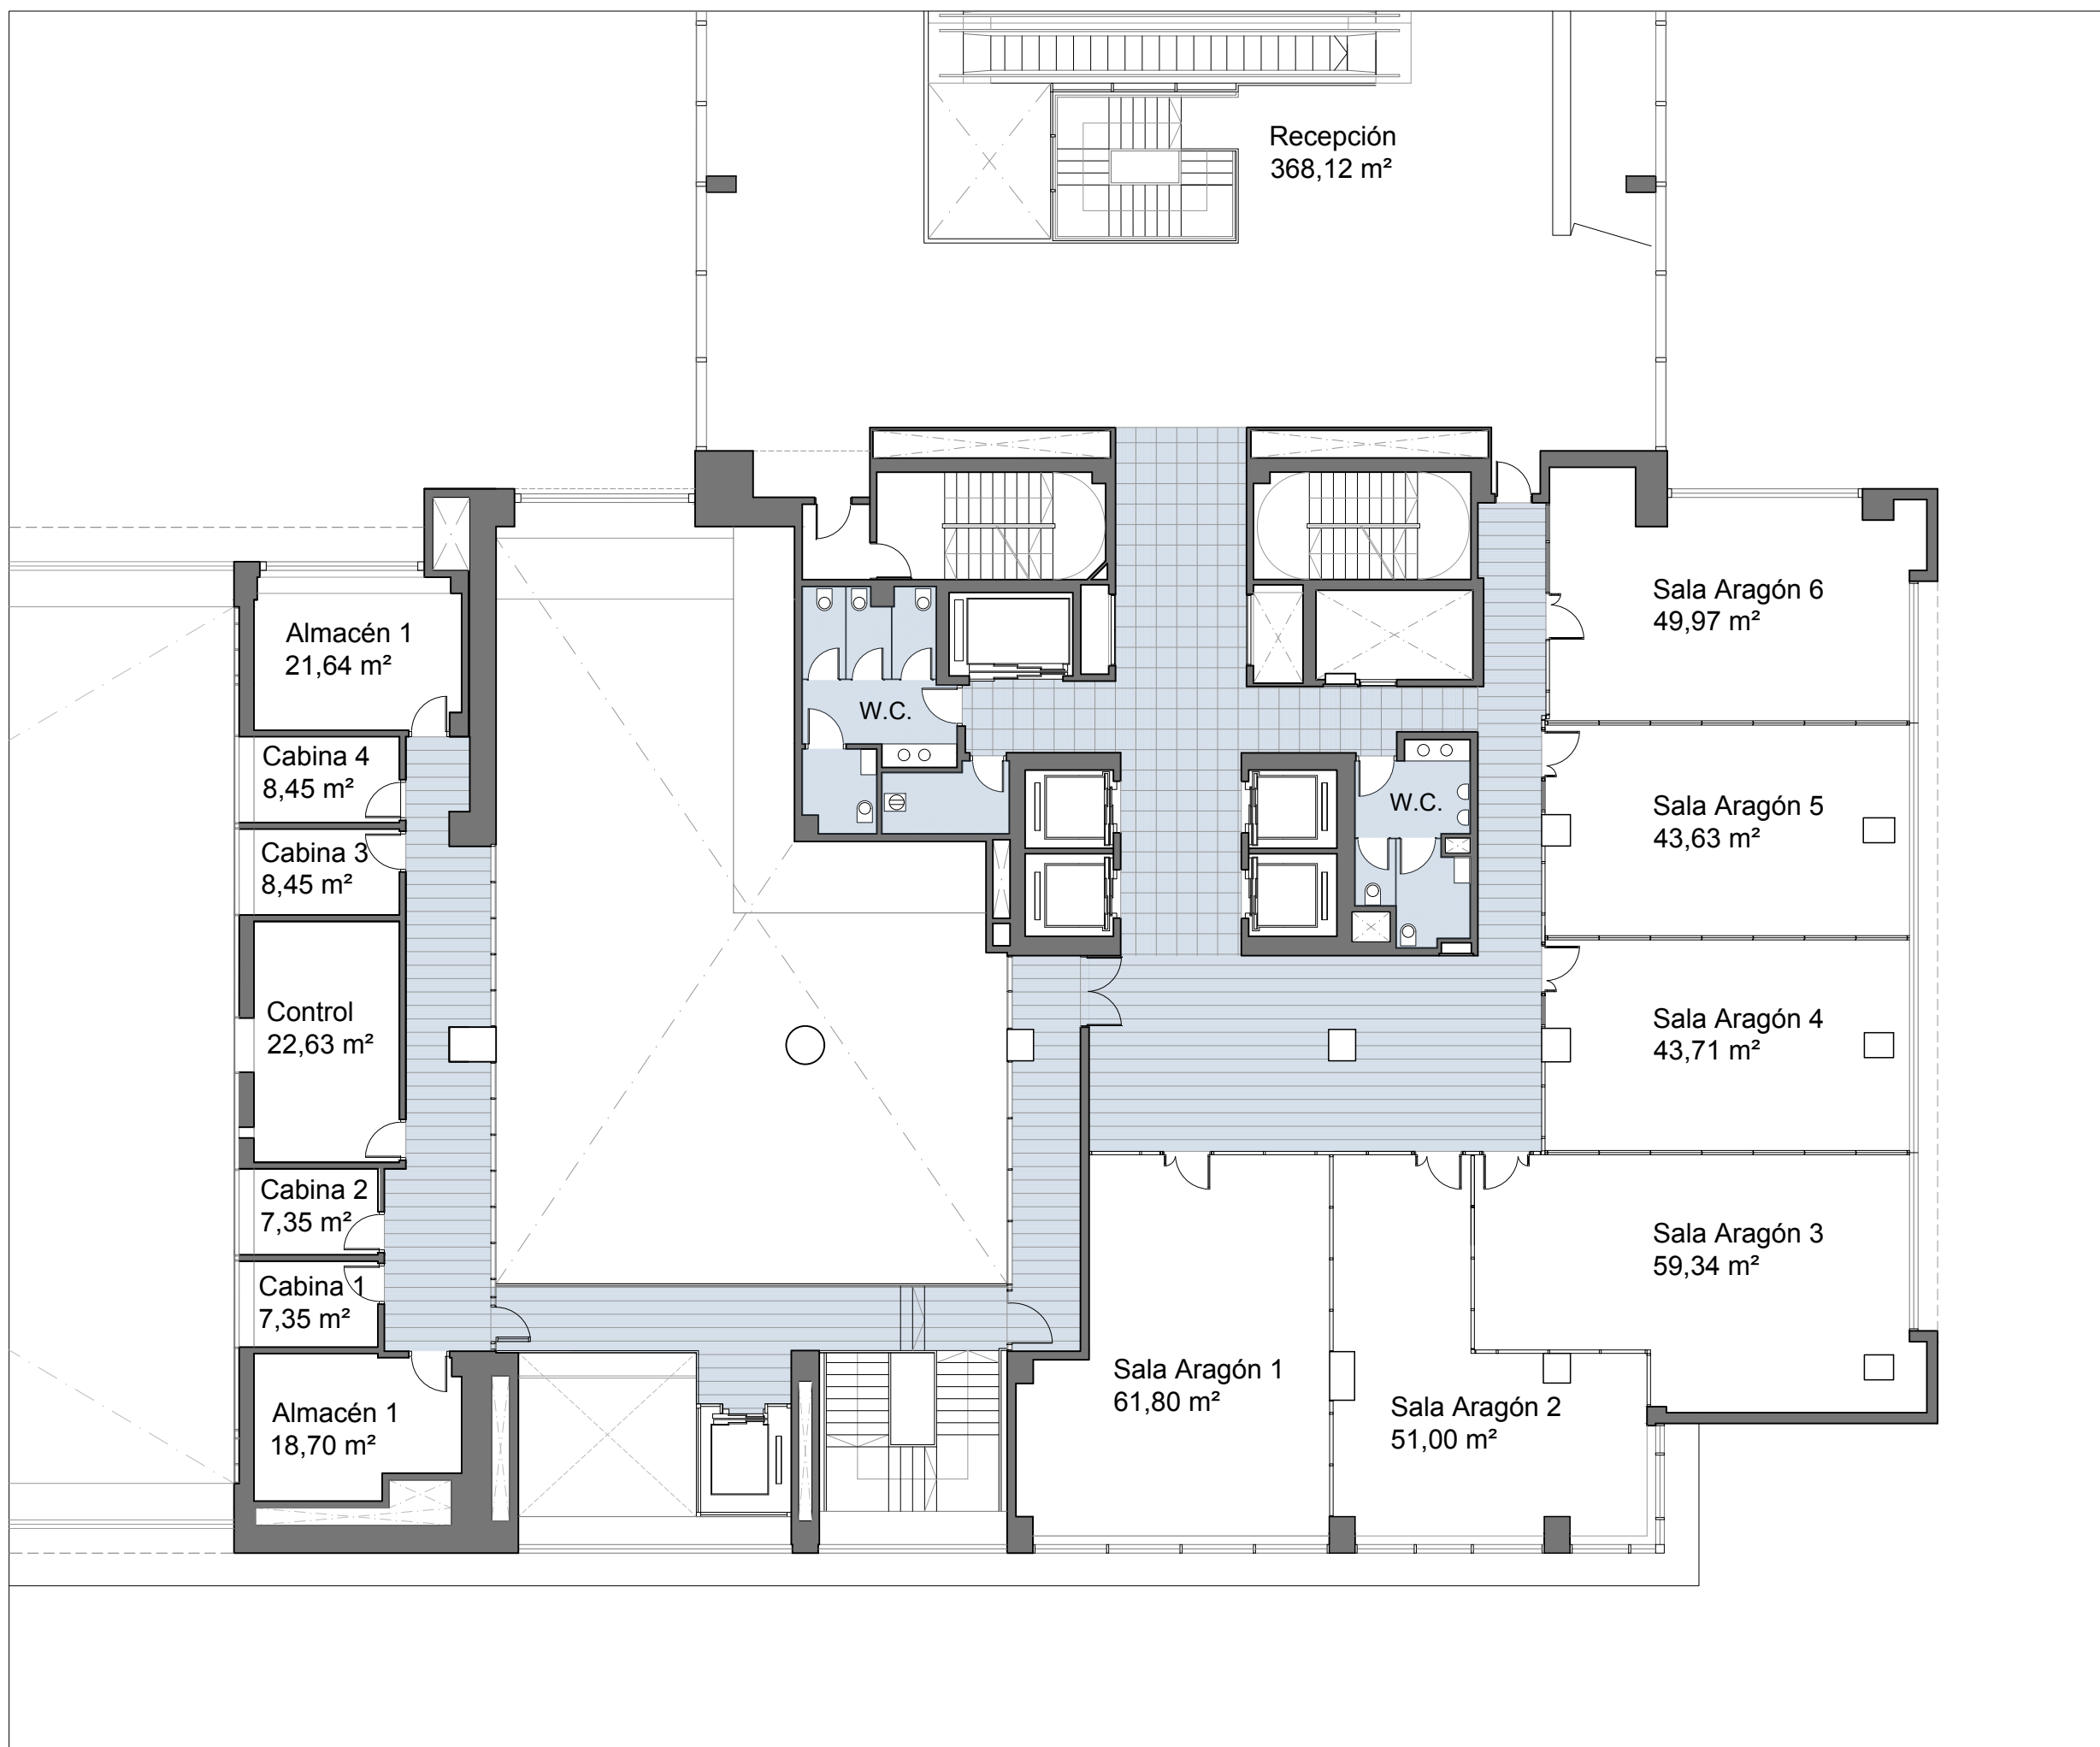 Recepción
368,12 m²
Sala Aragón 6
49,97 m²
Almacén 1
21,64 m²
W.C.
Cabina 4
8,45 m²
W.C.
Sala Aragón 5
43,63 m²
Cabina 3
8,45 m²
Control
22,63 m²
Sala Aragón 4
43,71 m²
Cabina 2
7,35 m²
Sala Aragón 3
59,34 m²
Cabina 1
7,35 m²
Sala Aragón 1
61,80 m²
Sala Aragón 2
51,00 m²
Almacén 1
18,70 m²